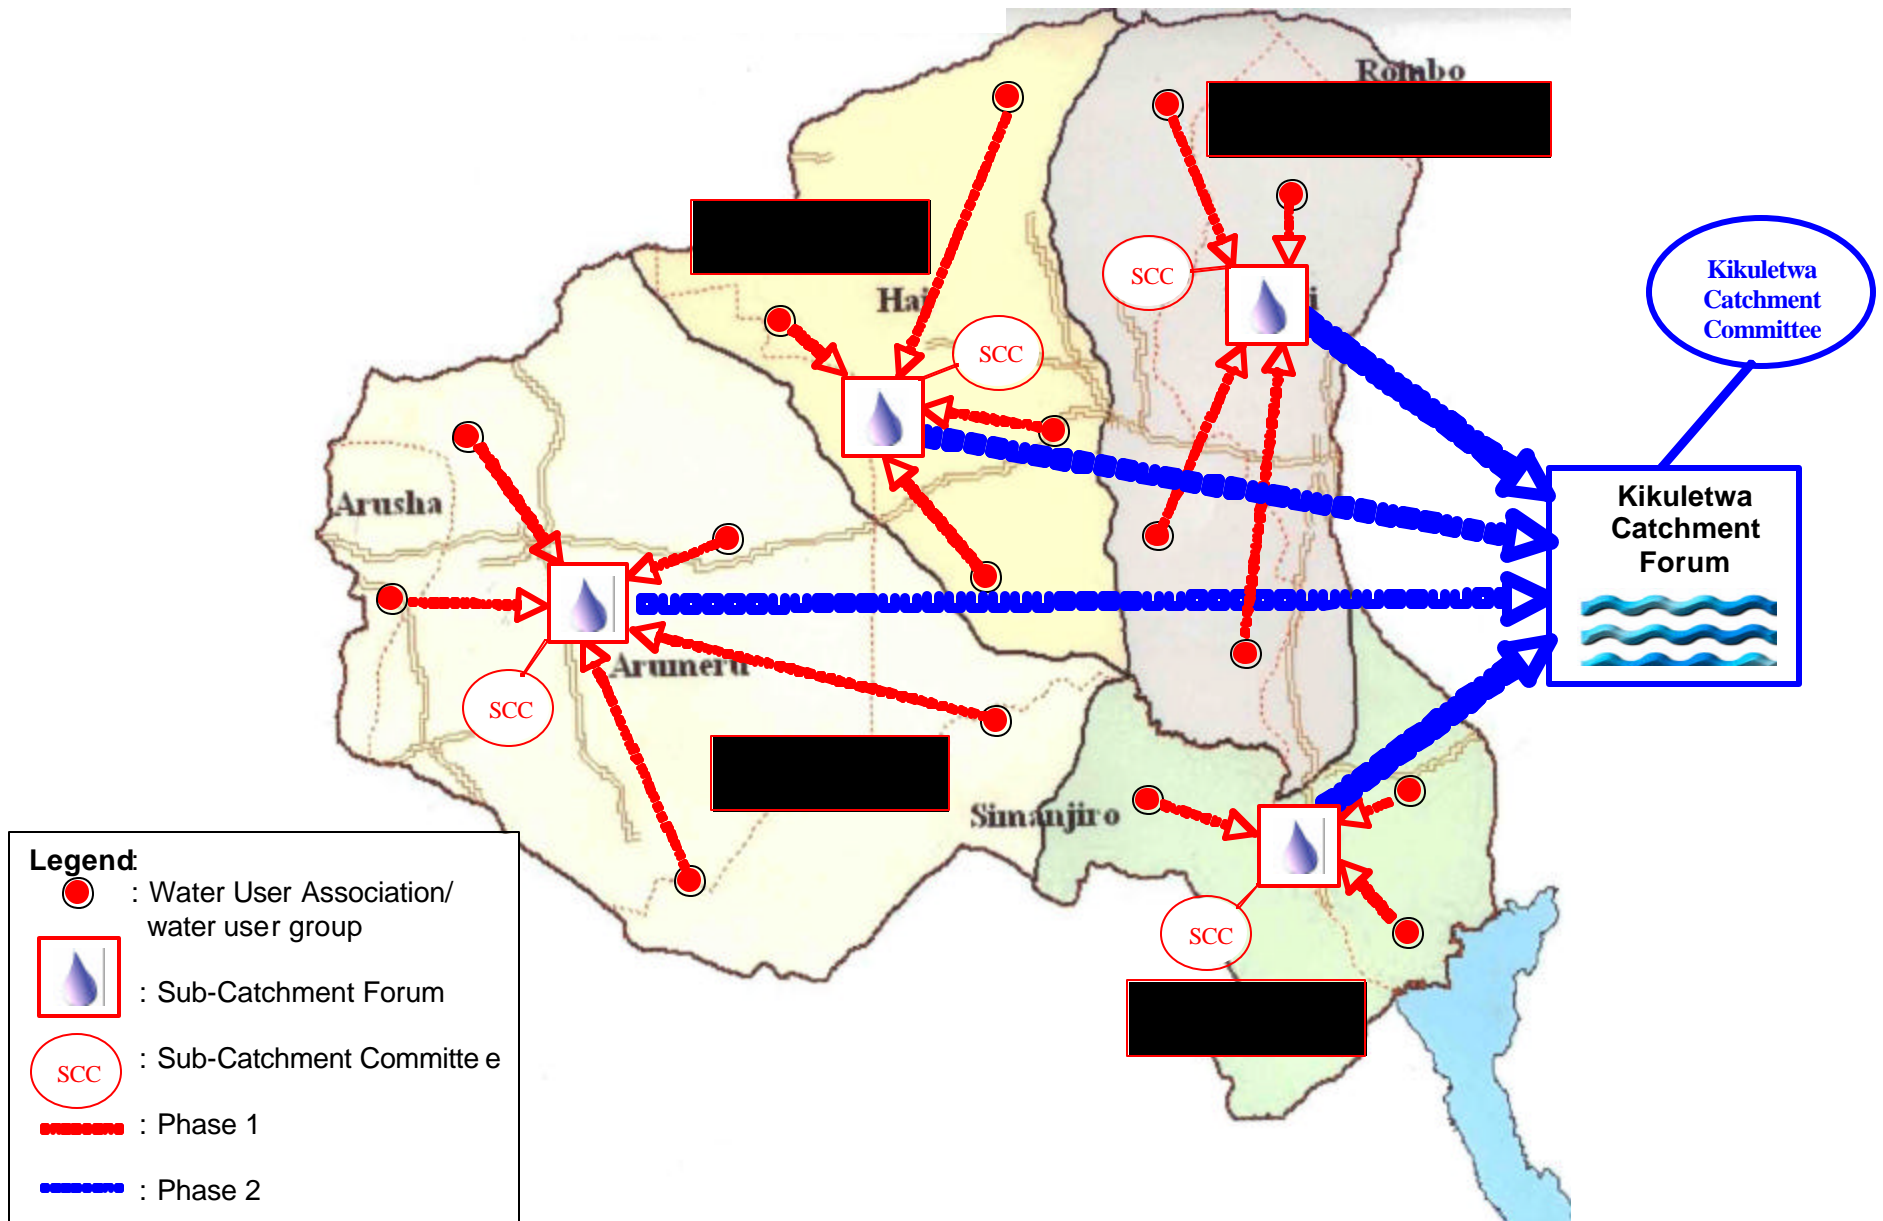 Rombo
Kikuletwa
Catchment
Committee
SCC
Hai
SCC
Kikuletwa
Catchment
Forum
Arusha
Arumeru
SCC
Simanjiro
SCC
Legend:
: Water User Association/
water user group
: Sub-Catchment Forum
SCC
: Sub-Catchment Committe e
: Phase 1
: Phase 2